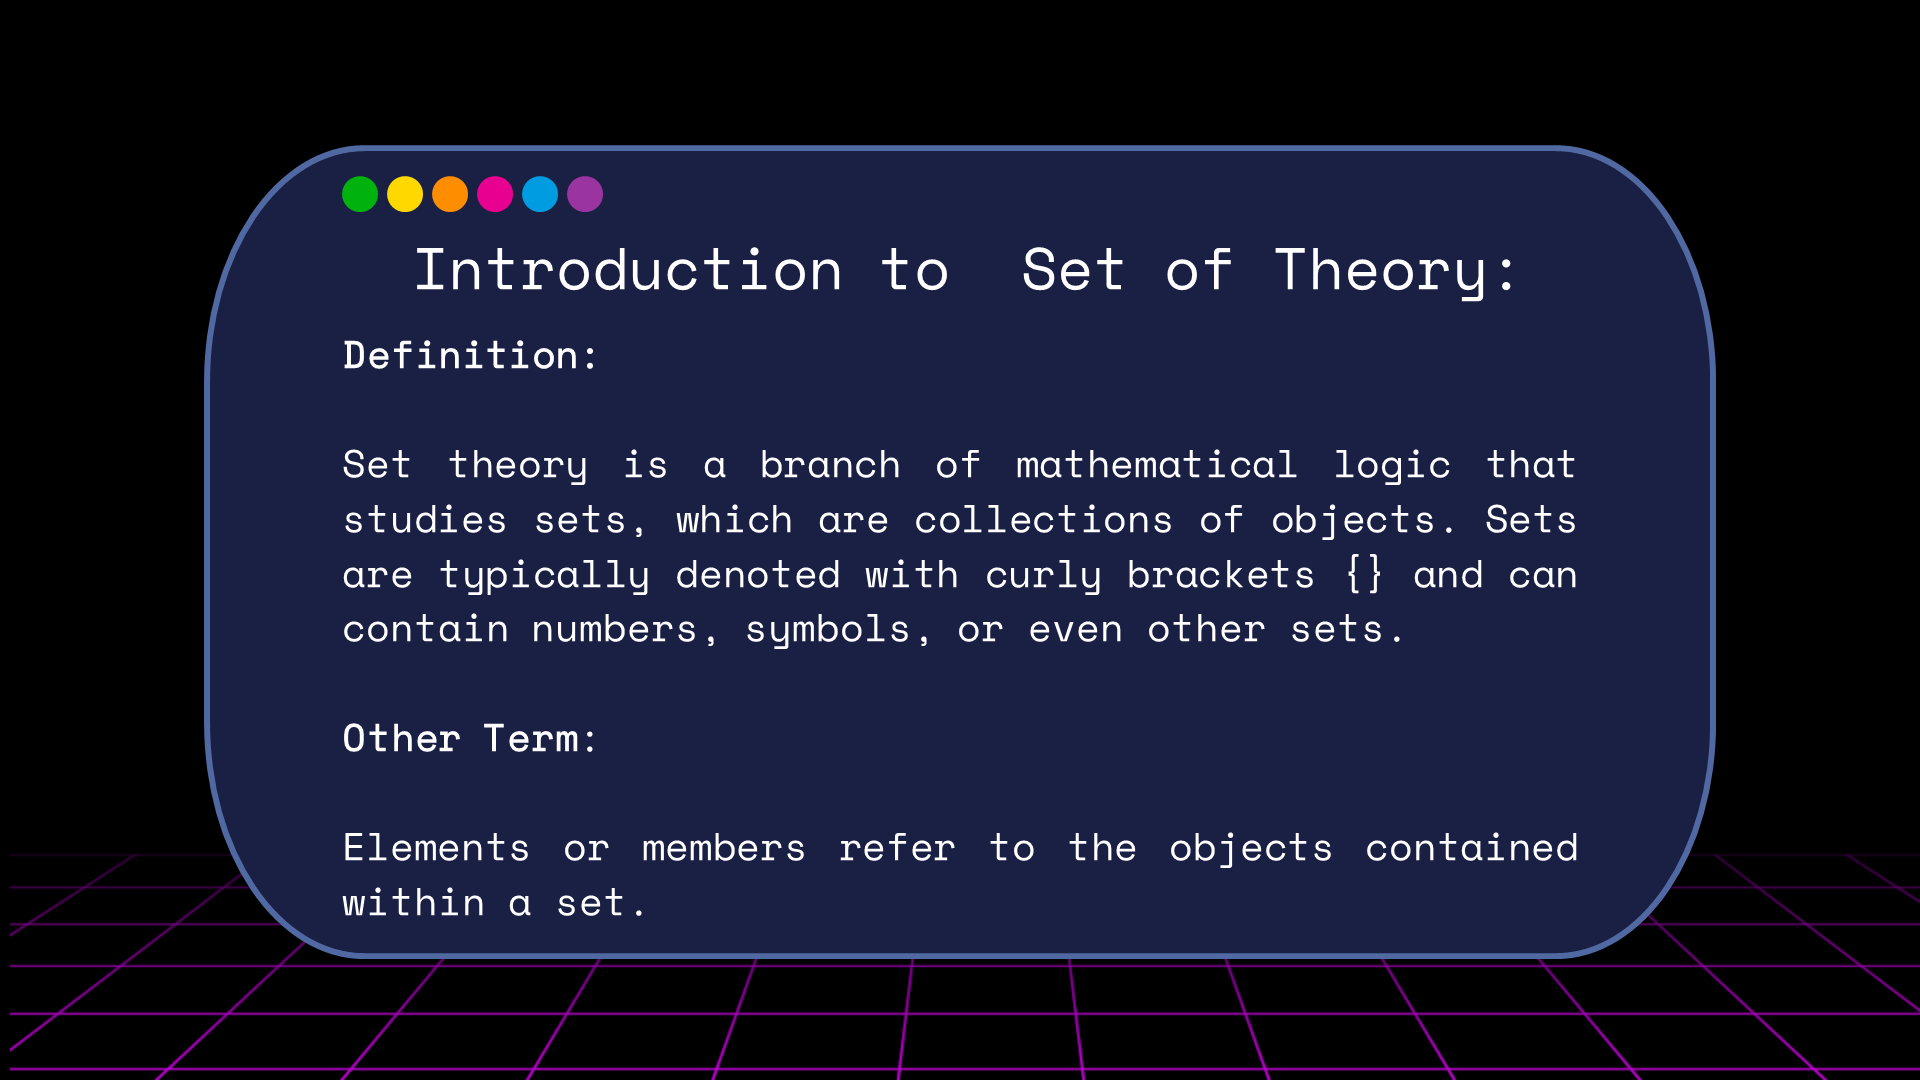 Introduction to  Set of Theory:
Definition:
Set theory is a branch of mathematical logic that
studies sets, which are collections of objects. Sets
are typically denoted with curly brackets {} and can
contain numbers, symbols, or even other sets.
Other Term:
Elements or members refer to the objects contained
within a set.